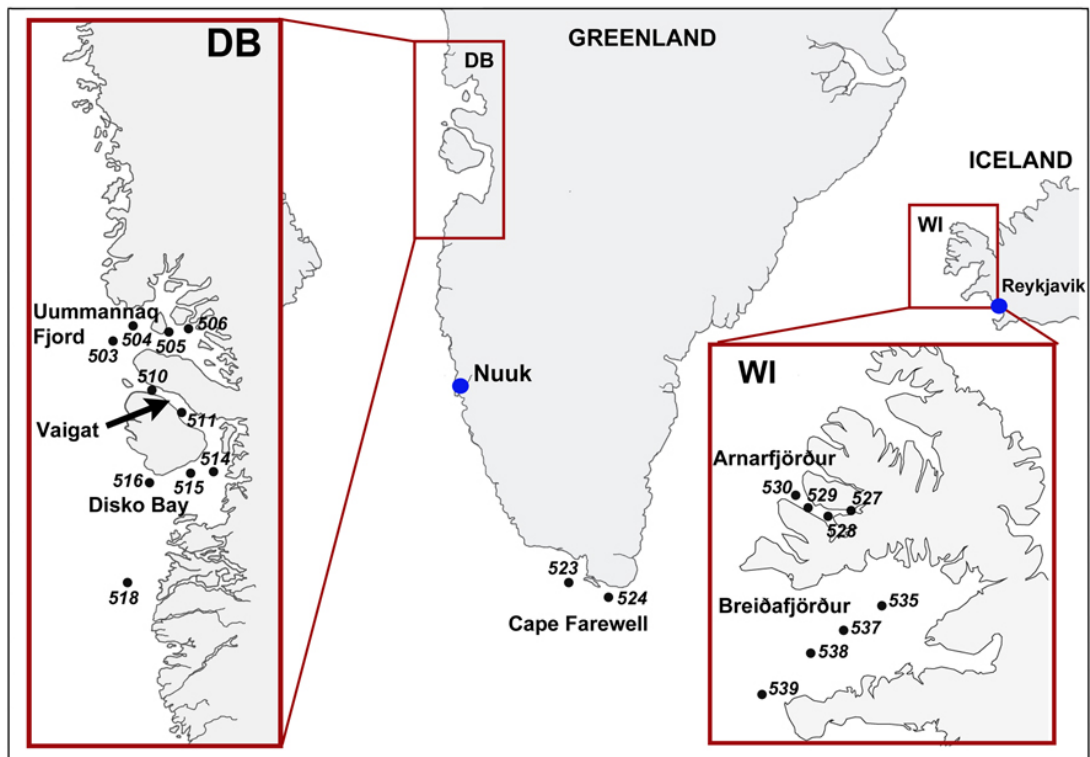 DB
GREENLAND
DB
ICELAND
WI
Reykjavik
Uummannaq
Fjord
503
504
505
506
510
511
Vaigat
514
515
516
Disko Bay
518
Nuuk
523
524
Cape Farewell
WI
Arnarfjörður
530
529
527
528
Breiðafjörður
535
537
538
539